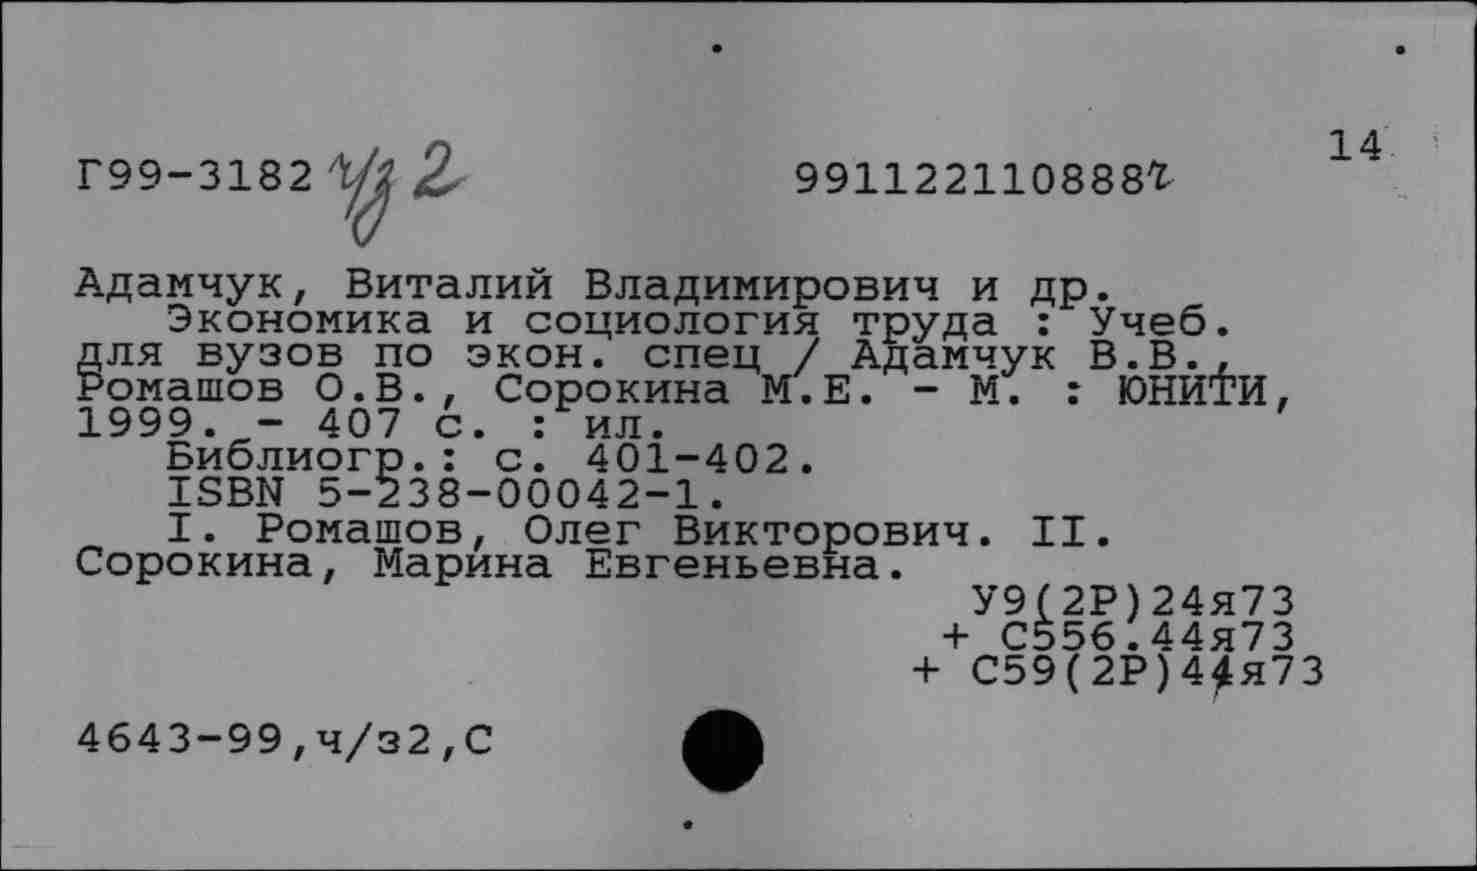 14
Г99-3182 ч/з 2 991122110888
Адамчук, Виталий Владимирович и др.
Экономика и социология труда : Учеб.
для вузов по экон. спец / Адамчук В.В.,
Ромашов О.В., Сорокина М.Е. - М. : ЮНИТИ,
1999. - 407 с. : ил.
Библиогр.: с. 401-402.
ISBN 5-238-00042-1.
I. Ромашов, Олег Викторович. II.
Сорокина, Марина Евгеньевна.
У9(2Р)24я73
+ С556.44я73
+ С59(2Р)44я73
4643-99,ч/з2,С